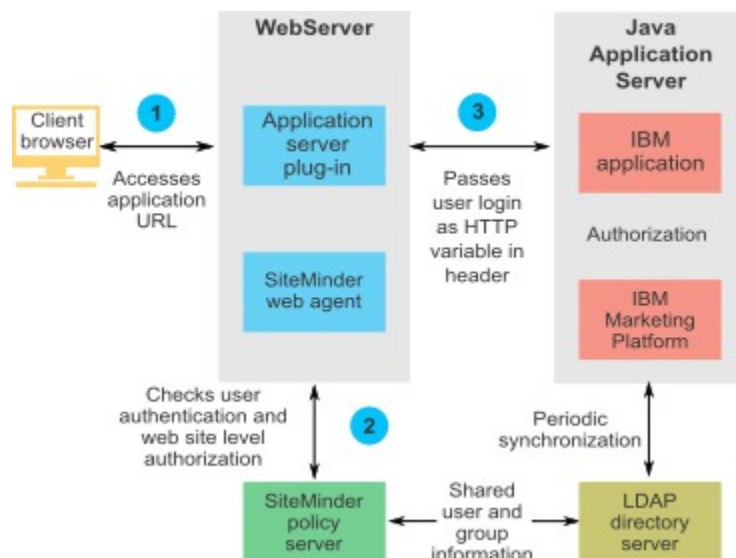 WebServer
Java
Application
Server
Client
browser
1
Accesses
application
URL
Application
server
plug-in
3
Passes
user login
as HTTP
variable in
header
IBM
application
Authorization
SiteMinder
web agent
IBM
Marketing
Platform
Checks user
authentication and
web site level
authorization
2
Periodic
synchronization
SiteMinder
policy
server
Shared
user and
group
information
LDAP
directory
server